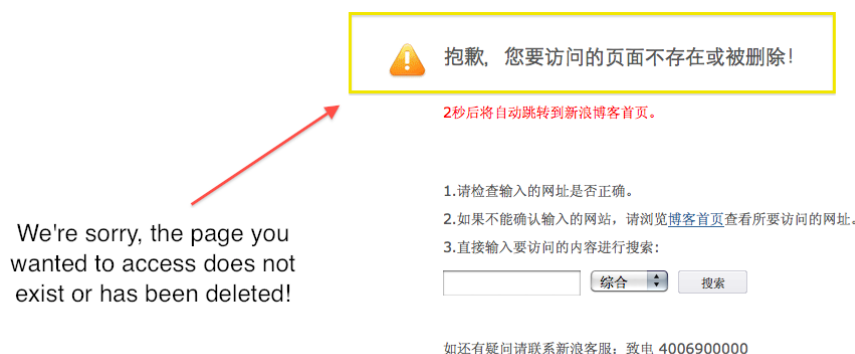 抱歉，您要访问的页面不存在或被删除！
2秒后将自动跳转到新浪博客首页。
1.请检查输入的网址是否正确。
2.如果不能确认输入的网站，请浏览博客首页查看所要访问的网址。
3.直接输入要访问的内容进行搜索：
综合 搜索
如还有疑问请联系新浪客服：致电 4006900000
We're sorry, the page you
wanted to access does not
exist or has been deleted!